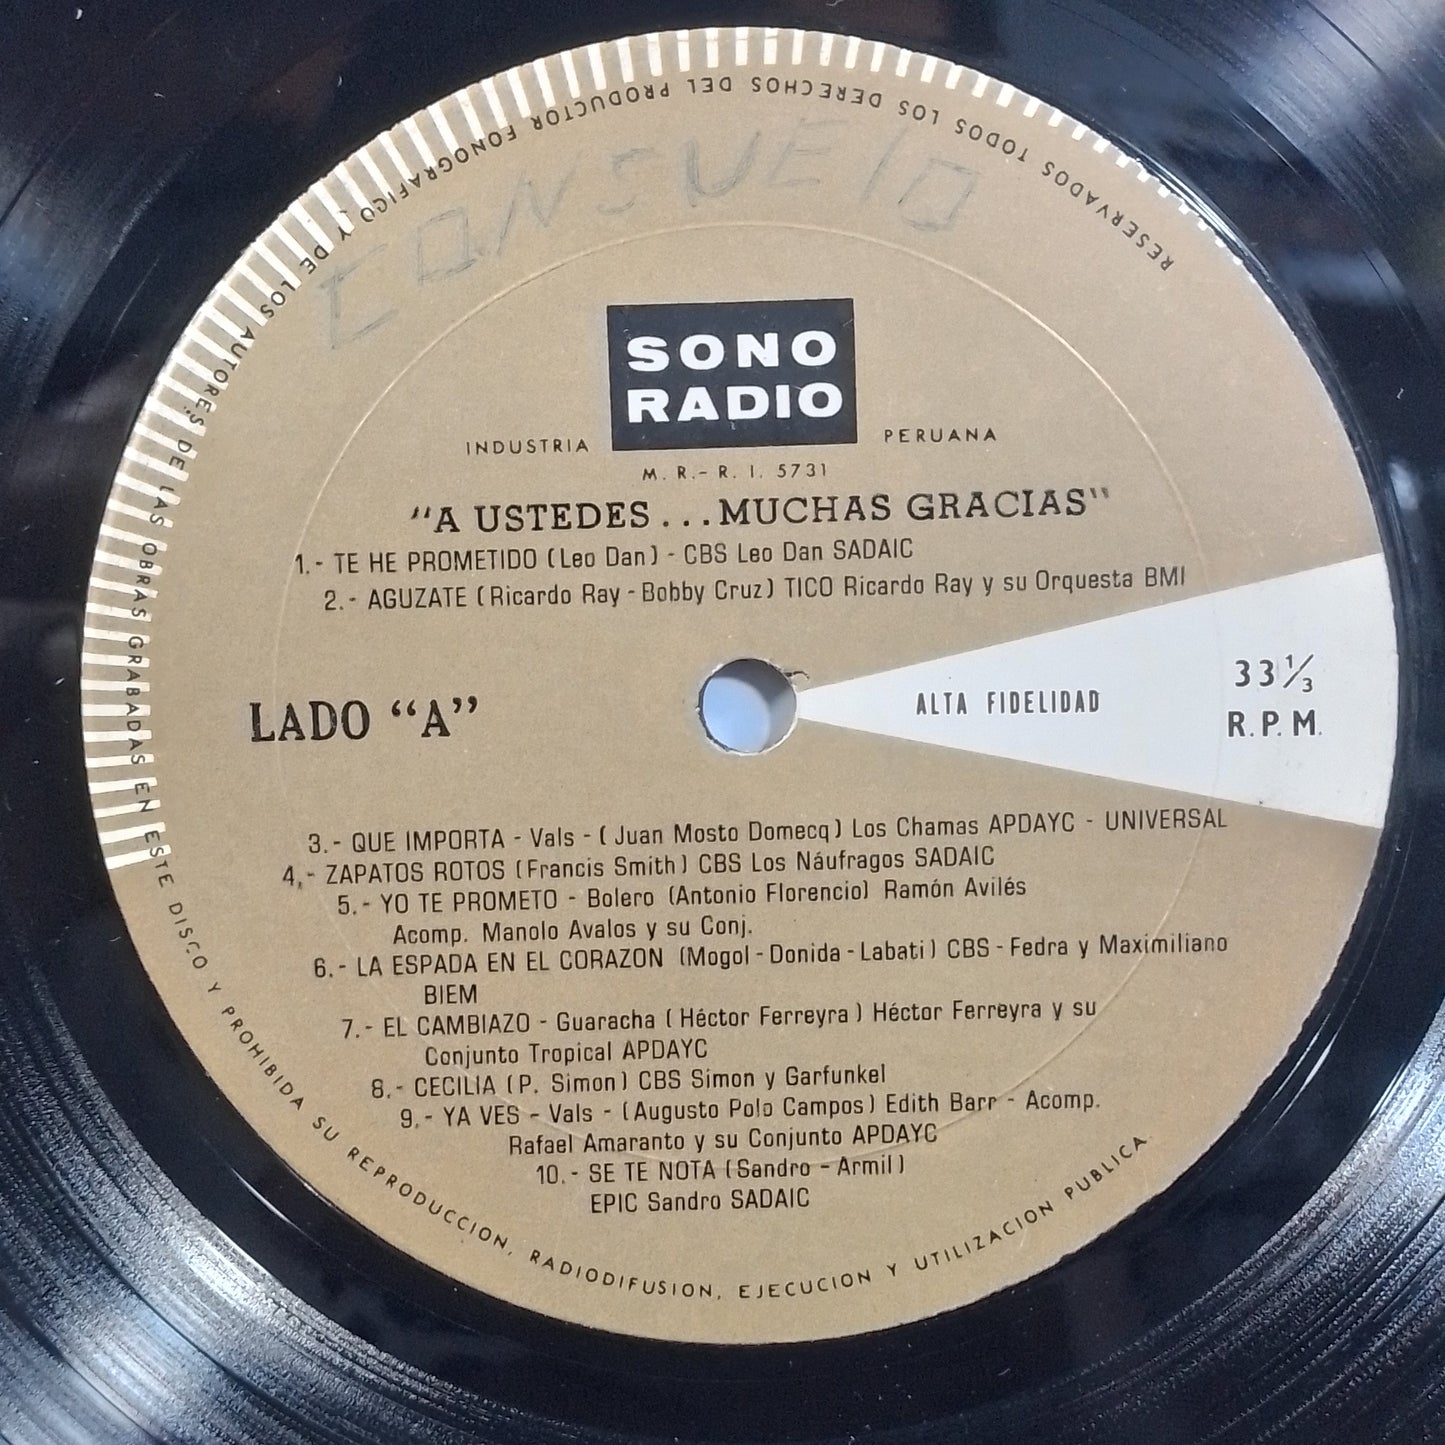 RESERVADOS TODOS LOS DERECHOS DEL PRODUCTOR FONOGRAFICO Y DE LOS AUTORES DE LAS OBRAS GRABADAS EN ESTE DISCO Y PROHIBIDA SU REPRODUCCION, RADIODIFUSION, EJECUCION Y UTILIZACION PUBLICA
CONSUELO
SONO
RADIO
INDUSTRIA PERUANA
M. R.- R. I. 5731
"A USTEDES...MUCHAS GRACIAS"
1.- TE HE PROMETIDO (Leo Dan) - CBS Leo Dan SADAIC
2.- AGUZATE (Ricardo Ray - Bobby Cruz) TICO Ricardo Ray y su Orquesta BMI
LADO "A"
ALTA FIDELIDAD
33 1/3
R.P.M.
3.- QUE IMPORTA - Vals - ( Juan Mosto Domecq ) Los Chamas APDAYC - UNIVERSAL
4,- ZAPATOS ROTOS (Francis Smith) CBS Los Náufragos SADAIC
5.- YO TE PROMETO - Bolero (Antonio Florencio) Ramón Avilés
Acomp. Manolo Avalos y su Conj.
6.- LA ESPADA EN EL CORAZON (Mogol - Donida - Labati) CBS - Fedra y Maximiliano
BIEM
7.- EL CAMBIAZO - Guaracha ( Héctor Ferreyra ) Héctor Ferreyra y su
Conjunto Tropical APDAYC
8.- CECILIA (P. Simon) CBS Simon y Garfunkel
9.- YA VES - Vals - (Augusto Polo Campos) Edith Barr - Acomp.
Rafael Amaranto y su Conjunto APDAYC
10.- SE TE NOTA (Sandro - Armil)
EPIC Sandro SADAIC